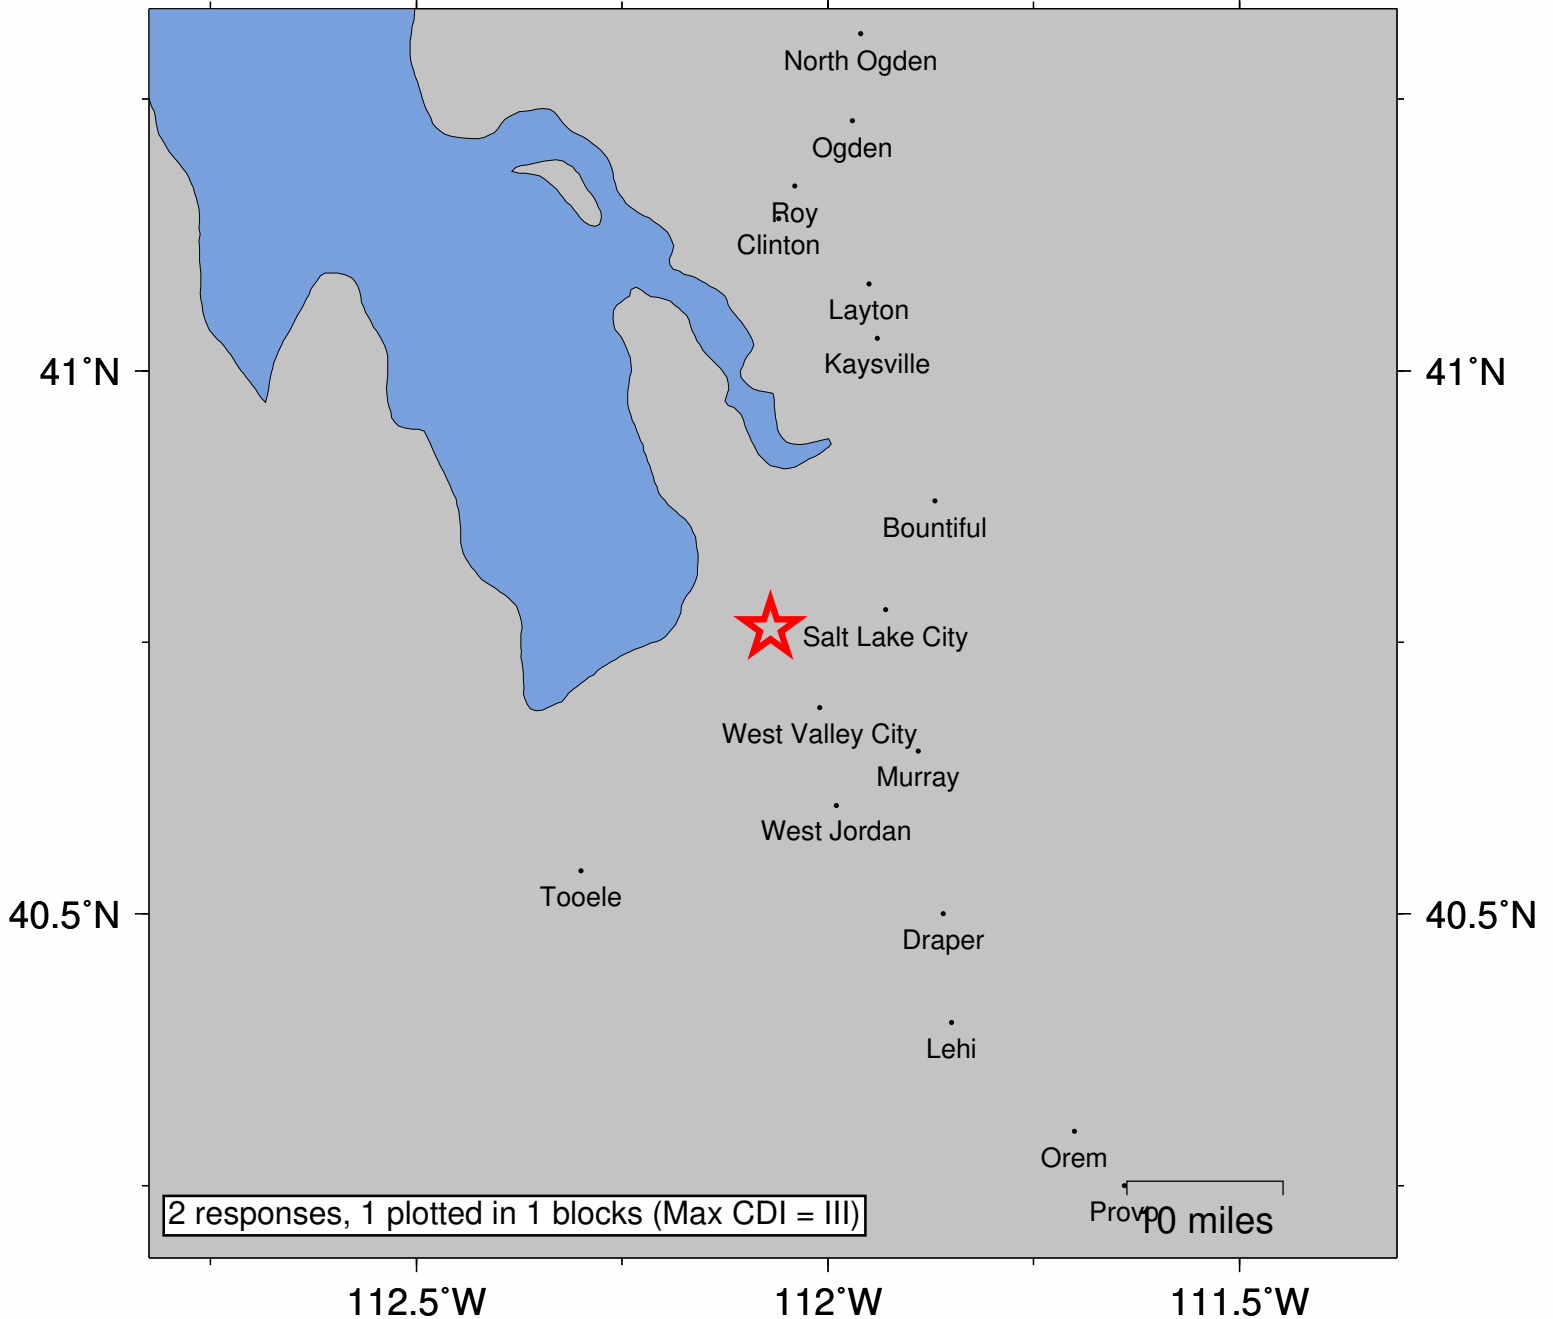 North Ogden
Ogden
Roy
Clinton
Layton
Kaysville
41˚N
41˚N
Bountiful
Salt Lake City
West Valley City
Murray
West Jordan
Tooele
40.5˚N
40.5˚N
Draper
Lehi
Orem
Provo
10 miles
2 responses, 1 plotted in 1 blocks (Max CDI = III)
112.5˚W
112˚W
111.5˚W